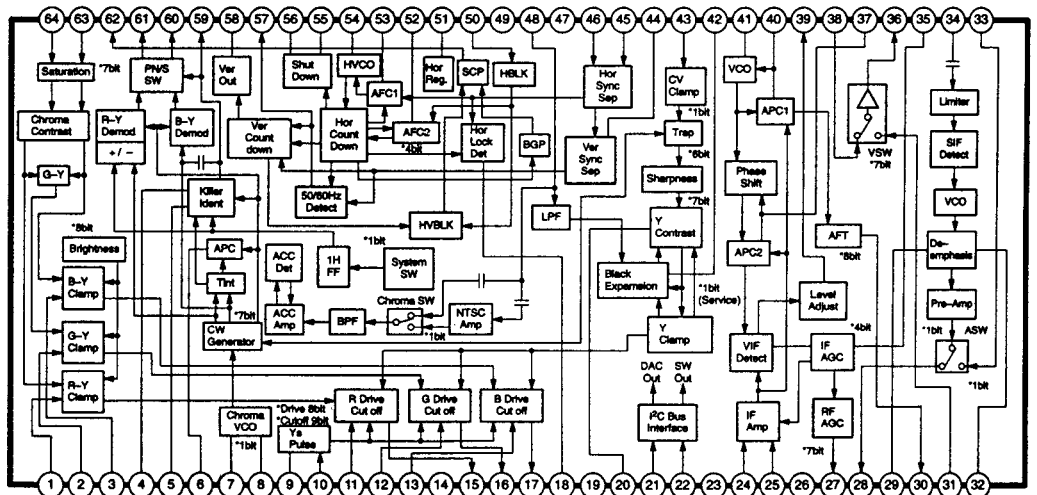 64 63 62 61 60 59 58 57 56 55 54 53 52 51 50 49 48 47 46 45 44 43 42 41 40 39 38 37 36 35 34 33
Saturation
*7bit
PN/S
SW
Ver
Out
Shut
Down
HVCO
AFC1
Hor
Reg.
SCP
HBLK
Hor
Sync
Sep
CV
Clamp
*1bit
VCO
APC1
VSW
*7bit
Limiter
Chroma
Contrast
R–Y
Demod
+ / –
B–Y
Demod
Ver
Count
down
Hor
Count
Down
AFC2
*4bit
Hor
Lock
Det
BGP
Ver
Sync
Sep
Trap
*6bit
Sharpness
*7bit
Phase
Shift
SIF
Detect
G–Y
Killer
Ident
50/60Hz
Detect
HVBLK
LPF
Y
Contrast
APC2
AFT
*8bit
VCO
*8bit
Brightness
APC
ACC
Det
1H
FF
*1bit
System
SW
Black
Expansion
*1bit
(Service)
De-
emphasis
B–Y
Clamp
Tint
*7bit
ACC
Amp
BPF
Chroma SW
*1bit
NTSC
Amp
Level
Adjust
Pre–Amp
G–Y
Clamp
CW
Generator
Y
Clamp
VIF
Detect
IF
AGC
*4bit
*1bit
ASW
*1bit
R–Y
Clamp
Chroma
VCO
*1bit
*Drive 8bit
*Cutoff 9bit
Ys
Pulse
R Drive
Cut off
G Drive
Cut off
B Drive
Cut off
DAC
Out
SW
Out
I²C Bus
Interface
IF
Amp
RF
AGC
*7bit
1 2 3 4 5 6 7 8 9 10 11 12 13 14 15 16 17 18 19 20 21 22 23 24 25 26 27 28 29 30 31 32